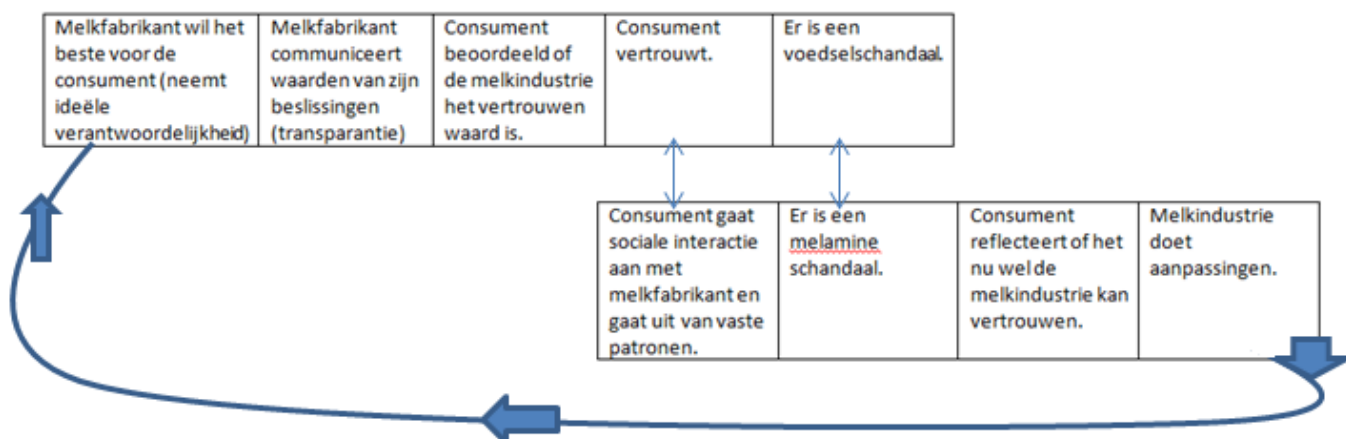 Melkfabrikant wil het
beste voor de
consument (neemt
ideële
verantwoordelijkheid)
Melkfabrikant
communiceert
waarden van zijn
beslissingen
(transparantie)
Consument
beoordeeld of
de melkindustrie
het vertrouwen
waard is.
Consument
vertrouwt.
Er is een
voedselschandaal.
Consument gaat
sociale interactie
aan met
melkfabrikant en
gaat uit van vaste
patronen.
Er is een
melamine
schandaal.
Consument
reflecteert of het
nu wel de
melkindustrie kan
vertrouwen.
Melkindustrie
doet
aanpassingen.